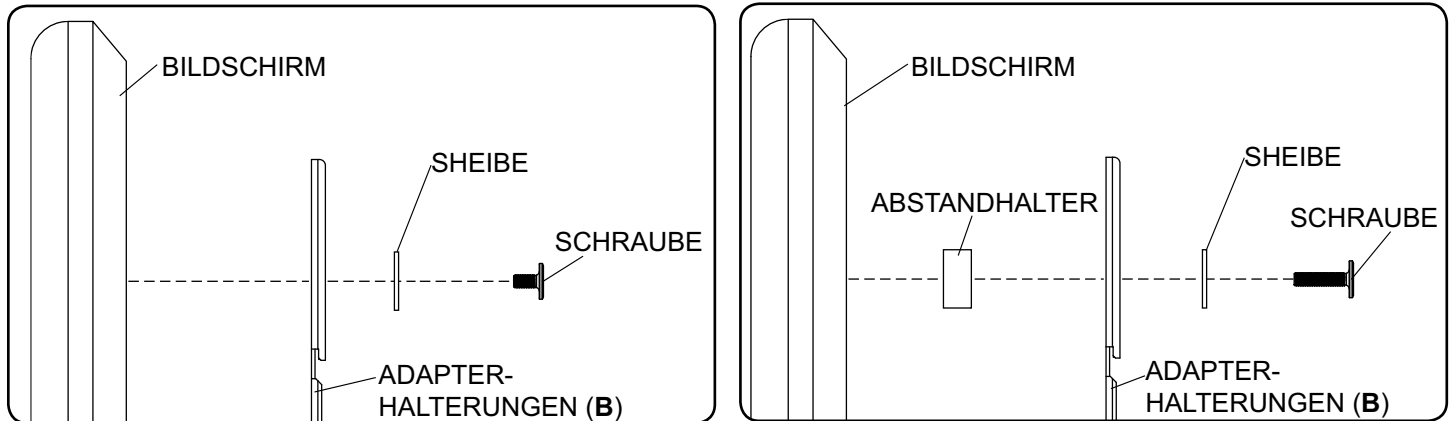 BILDSCHIRM
SHEIBE
SCHRAUBE
ADAPTER-
HALTERUNGEN (B)
BILDSCHIRM
SHEIBE
ABSTANDHALTER
SCHRAUBE
ADAPTER-
HALTERUNGEN (B)